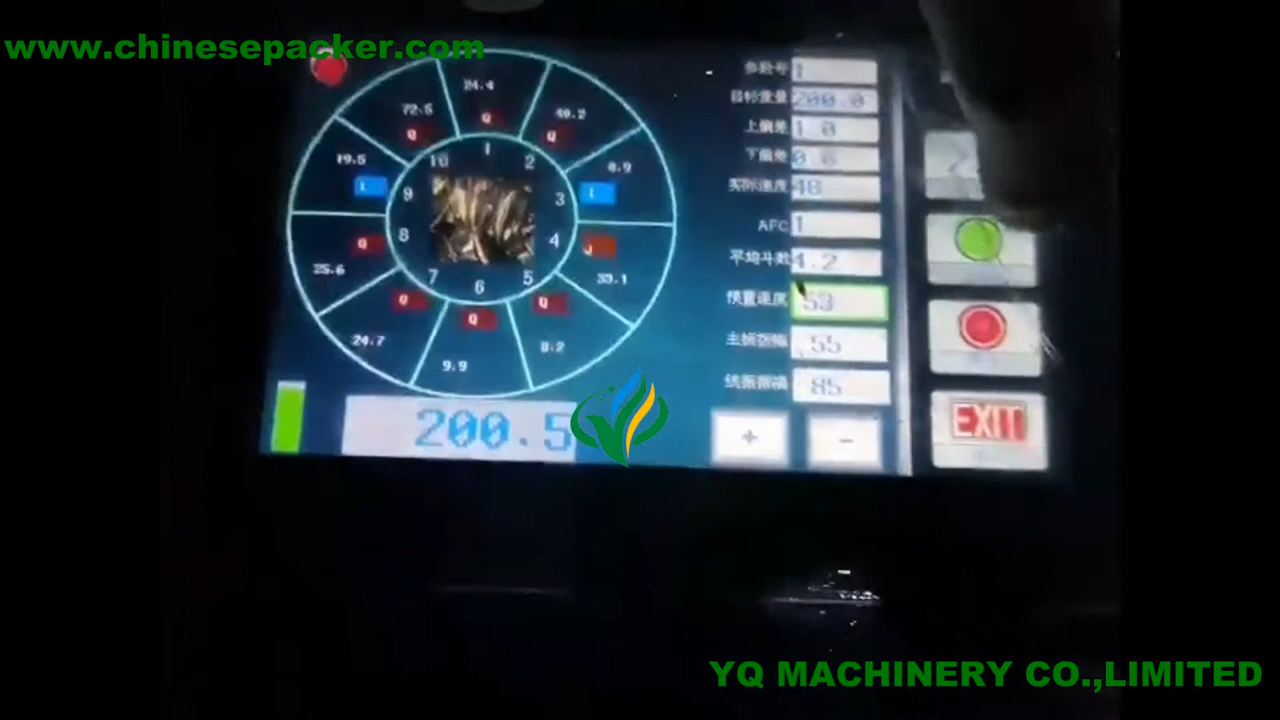 www.chinesepacker.com
24.4
72.5
40.2
19.5
8.9
25.6
33.1
24.7
8.2
9.9
Q
Q
Q
Q
Q
Q
Q
1
2
3
4
5
6
7
8
9
10
200.5
参数号 1
目标重量 200.0
上偏差 1.0
下偏差
实际速度 48
AFC 1
平均斗数 4.2
预置速度 53
主振振幅 55
线振振幅 85
+ -
EXIT
YQ MACHINERY CO.,LIMITED